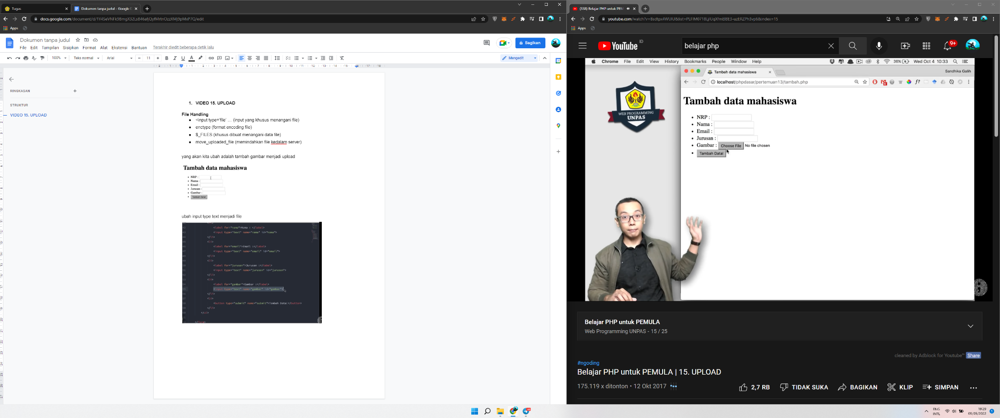 Tugas
Dokumen tanpa judul - Google D
docs.google.com/document/d/1Y4SeVNFk9BmgX32LsB46afjQyfMrtnOzzXMj9pMxP7Q/edit
Apps
Dokumen tanpa judul
File Edit Tampilan Sisipkan Format Alat Ekstensi Bantuan Terakhir diedit beberapa detik lalu
Bagikan
100% Teks normal Arial 11 Mengedit
RINGKASAN
STRUKTUR
VIDEO 15. UPLOAD
1. VIDEO 15. UPLOAD
File Handling
<input type='file' ... (input yang khusus menangani file)
enctype (format encoding file)
$_FILES (khusus dibuat menangani data file)
move_uploaded_file (memindahkan file kedalam server)
yang akan kita ubah adalah tambah gambar menjadi upload
Tambah data mahasiswa
NRP :
Nama :
Email :
Jurusan :
Gambar :
Tambah Data!
ubah input type text menjadi file
<label for="nama">Nama : </label>
<input type="text" name="nama" id="nama">
</li>
<li>
<label for="email">Email :</label>
<input type="text" name="email" id="email">
</li>
<li>
<label for="jurusan">Jurusan :</label>
<input type="text" name="jurusan" id="jurusan">
</li>
<li>
<label for="gambar">Gambar :</label>
<input type="text" name="gambar" id="gambar">
</li>
<li>
<button type="submit" name="submit">Tambah Data!</button>
</li>
</ul>
</form>
(338) Belajar PHP untuk PEM
youtube.com/watch?v=Bsdtpx4WUIU&list=PLFIM0718LjIUqXfmEIBE3-uzERZPh3vp6&index=15
Apps
YouTube ID
belajar php
9+
Chrome File Edit View History Bookmarks People Window Help 36% Wed Oct 4 10:33
Tambah data mahasiswa
Sandhika Galih
localhost/phpdasar/pertemuan13/tambah.php
WEB PROGRAMMING
UNPAS
Tambah data mahasiswa
NRP :
Nama :
Email :
Jurusan :
Gambar : Choose File No file chosen
Tambah Data!
Belajar PHP untuk PEMULA
Web Programming UNPAS - 15 / 25
cleaned by Adblock for Youtube™ Share
#ngoding
Belajar PHP untuk PEMULA | 15. UPLOAD
175.119 x ditonton • 12 Okt 2017
2,7 RB TIDAK SUKA BAGIKAN KLIP SIMPAN
ENG
INTL
19:29
09/05/2022